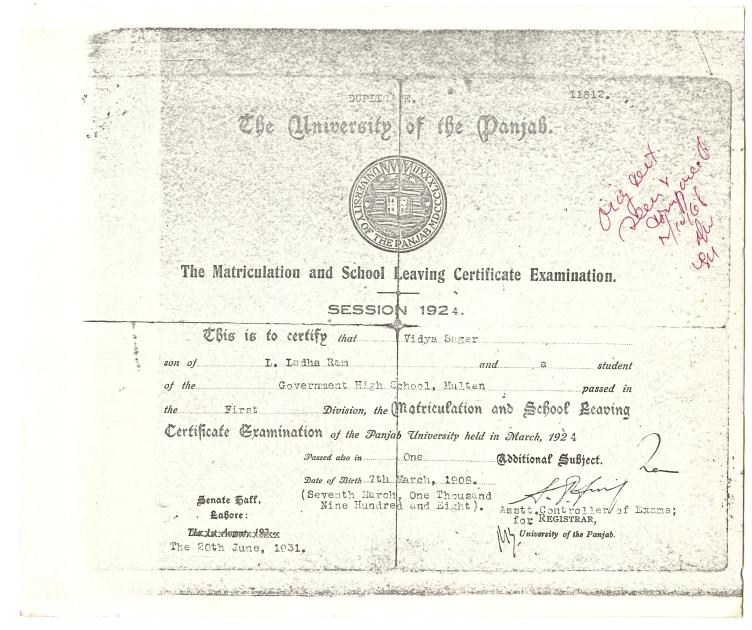 DUPLICATE. 11812.
The University of the Panjab.
UNIVERSITY OF THE PANJAB MDCCCLXXXII
Orig cert
seen &
compared
The Matriculation and School Leaving Certificate Examination.
SESSION 1924.
This is to certify that Vidya Sagar
son of L. Ladha Ram and a student
of the Government High School, Multan passed in
the First Division, the Matriculation and School Leaving
Certificate Examination of the Panjab University held in March, 1924
Passed also in One Additional Subject.
Date of Birth 7th March, 1908.
(Seventh March, One Thousand
Nine Hundred and Eight).
Senate Hall,
Lahore:
The 20th June, 1931.
Asstt. Controller of Exams;
for REGISTRAR,
University of the Panjab.